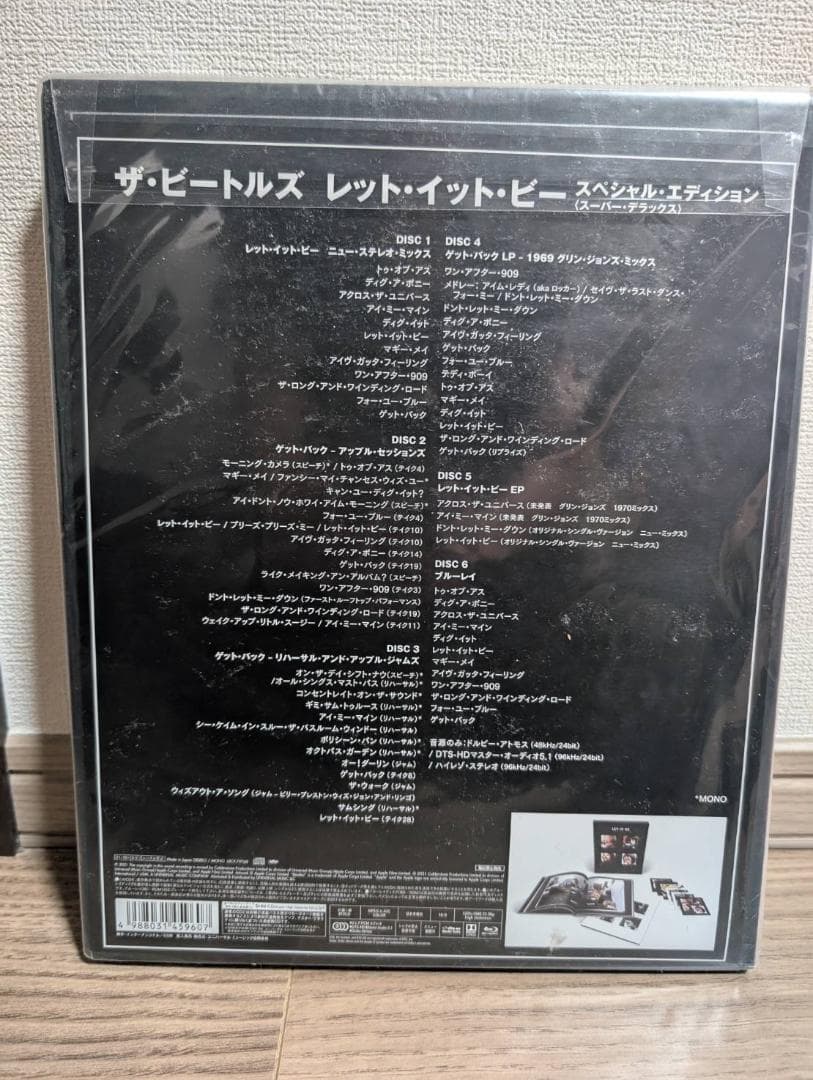 ザ・ビートルズ レット・イット・ビー スペシャル・エディション
〈スーパー・デラックス〉
DISC 1
レット・イット・ビー ニュー・ステレオ・ミックス
トゥ・オブ・アス
ディグ・ア・ポニー
アクロス・ザ・ユニバース
アイ・ミー・マイン
ディグ・イット
レット・イット・ビー
マギー・メイ
アイヴ・ガッタ・フィーリング
ワン・アフター・909
ザ・ロング・アンド・ワインディング・ロード
フォー・ユー・ブルー
ゲット・バック
DISC 2
ゲット・バック – アップル・セッションズ
モーニング・カメラ (スピーチ)* / トゥ・オブ・アス (テイク4)
マギー・メイ / ファンシー・マイ・チャンセス・ウィズ・ユー*
キャン・ユー・ディグ・イット?
アイ・ドント・ノウ・ホワイ・アイム・モーニング (スピーチ)*
フォー・ユー・ブルー (テイク4)
レット・イット・ビー / プリーズ・プリーズ・ミー / レット・イット・ビー (テイク10)
アイヴ・ガッタ・フィーリング (テイク10)
ディグ・ア・ポニー (テイク14)
ゲット・バック (テイク19)
ライク・メイキング・アン・アルバム? (スピーチ)
ワン・アフター・909 (テイク3)
ドント・レット・ミー・ダウン (ファースト・ルーフトップ・パフォーマンス)
ザ・ロング・アンド・ワインディング・ロード (テイク19)
ウェイク・アップ・リトル・スージー / アイ・ミー・マイン (テイク11)
DISC 3
ゲット・バック – リハーサル・アンド・アップル・ジャムズ
オン・ザ・デイ・シフト・ナウ (スピーチ)*
/オール・シングス・マスト・パス (リハーサル)*
コンセントレイト・オン・ザ・サウンド*
ギミ・サム・トゥルース (リハーサル)*
アイ・ミー・マイン (リハーサル)*
シー・ケイム・イン・スルー・ザ・バスルーム・ウィンドー (リハーサル)
ポリシーン・パン (リハーサル)*
オクトパス・ガーデン (リハーサル)*
オー!ダーリン (ジャム)
ゲット・バック (テイク8)
ザ・ウォーク (ジャム)
ウィズアウト・ア・ソング (ジャム – ビリー・プレストン・ウィズ・ジョン・アンド・リンゴ)
サムシング (リハーサル)*
レット・イット・ビー (テイク28)
DISC 4
ゲット・バック LP – 1969 グリン・ジョンズ・ミックス
ワン・アフター・909
メドレー: アイム・レディ (aka ロッカー) / セイヴ・ザ・ラスト・ダンス・
フォー・ミー / ドント・レット・ミー・ダウン
ドント・レット・ミー・ダウン
ディグ・ア・ポニー
アイヴ・ガッタ・フィーリング
ゲット・バック
フォー・ユー・ブルー
テディ・ボーイ
トゥ・オブ・アス
マギー・メイ
ディグ・イット
レット・イット・ビー
ザ・ロング・アンド・ワインディング・ロード
ゲット・バック (リプライズ)
DISC 5
レット・イット・ビー EP
アクロス・ザ・ユニバース (未発表 グリン・ジョンズ 1970ミックス)
アイ・ミー・マイン (未発表 グリン・ジョンズ 1970ミックス)
ドント・レット・ミー・ダウン (オリジナル・シングル・ヴァージョン ニュー・ミックス)
レット・イット・ビー (オリジナル・シングル・ヴァージョン ニュー・ミックス)
DISC 6
ブルーレイ
トゥ・オブ・アス
ディグ・ア・ポニー
アクロス・ザ・ユニバース
アイ・ミー・マイン
ディグ・イット
レット・イット・ビー
マギー・メイ
アイヴ・ガッタ・フィーリング
ワン・アフター・909
ザ・ロング・アンド・ワインディング・ロード
フォー・ユー・ブルー
ゲット・バック
音源のみ:ドルビー・アトモス (48kHz/24bit)
/ DTS-HDマスター・オーディオ5.1 (96kHz/24bit)
/ ハイレゾ・ステレオ (96kHz/24bit)
*MONO
LET IT BE
4 988031 459607